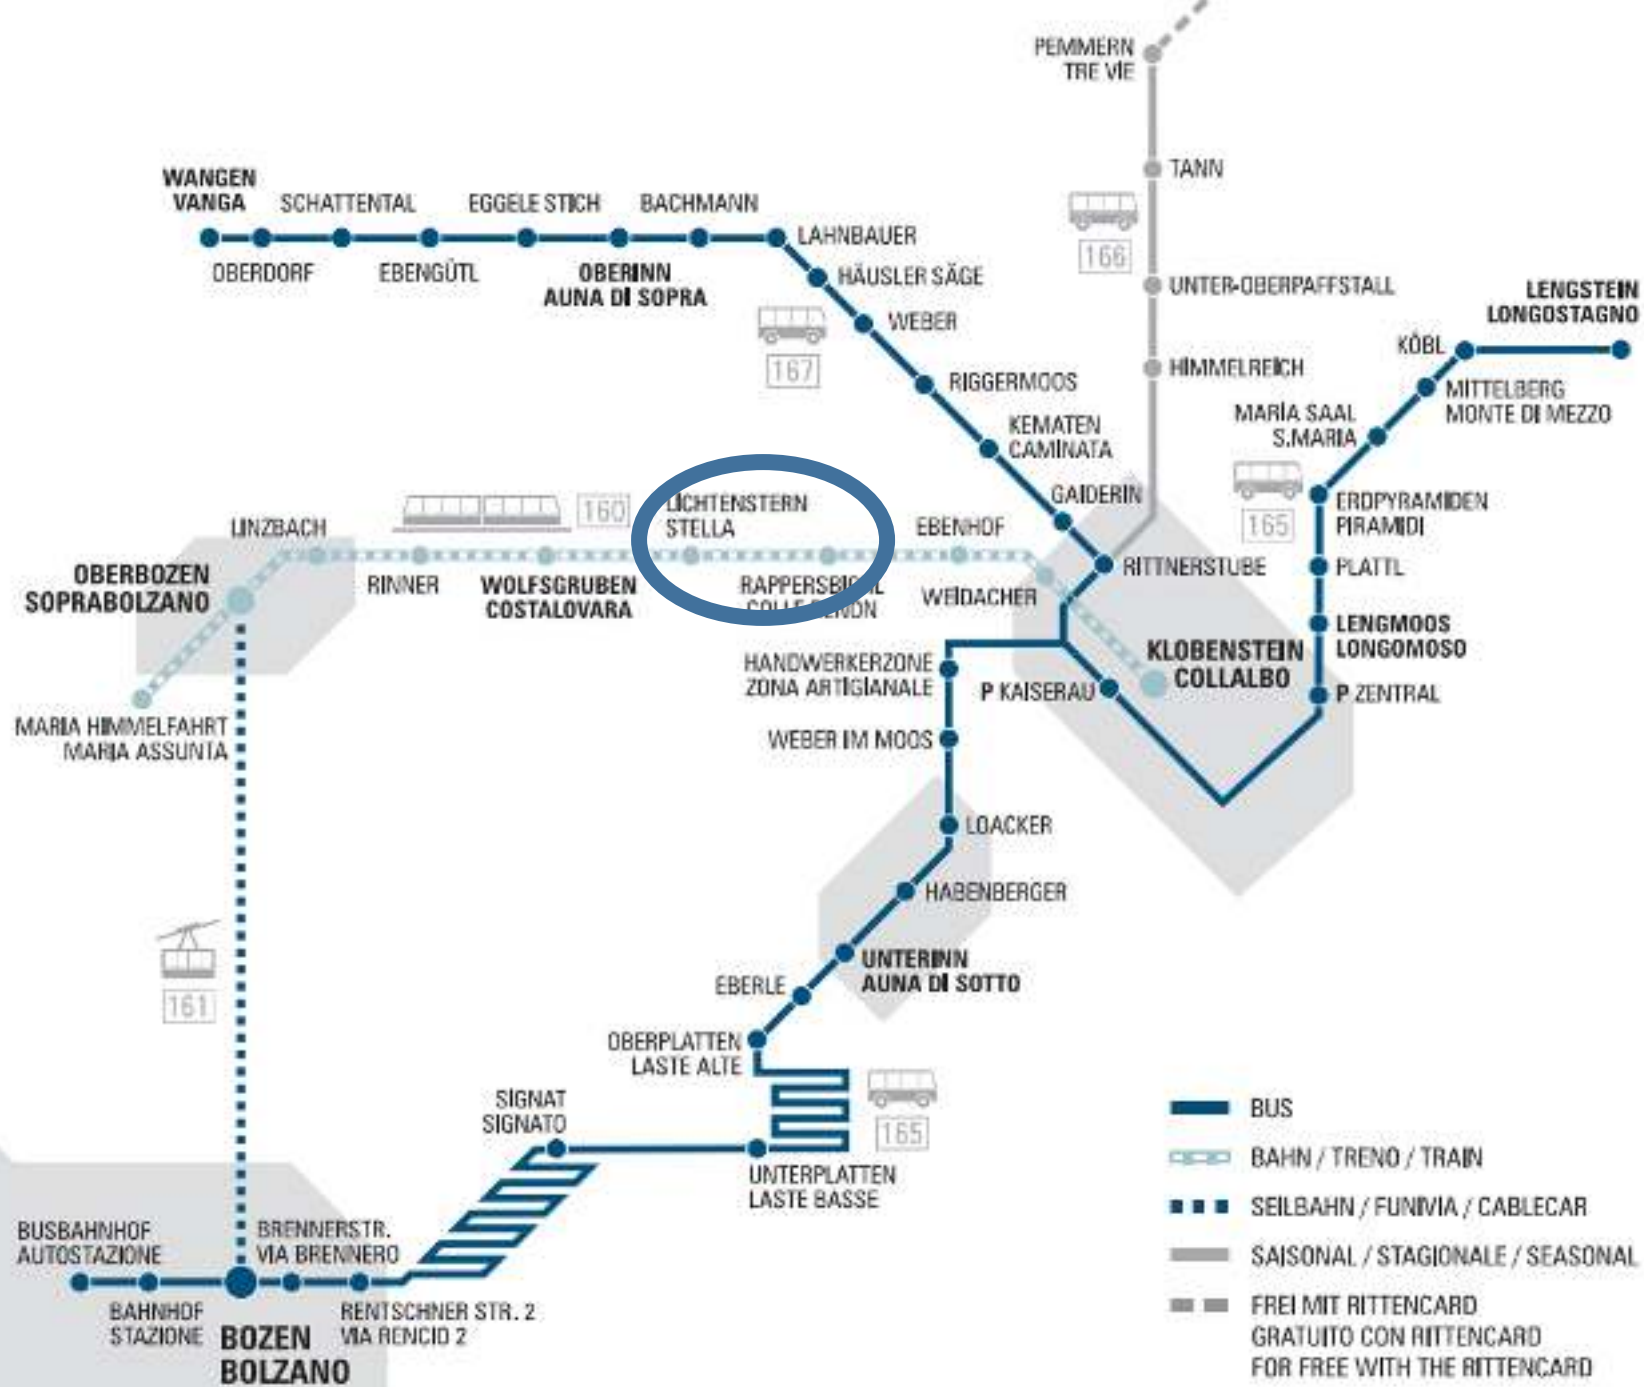 PEMMERN
TRE VIE
TANN
166
UNTER-OBERPAFFSTALL
HIMMELREICH
WANGEN
VANGA
SCHATTENTAL
EGGELE STICH
BACHMANN
LAHNBAUER
OBERDORF
EBENGÜTL
OBERINN
AUNA DI SOPRA
HÄUSLER SÄGE
WEBER
167
RIGGERMOOS
KEMATEN
CAMINATA
GAIDERIN
RITTNERSTUBE
LENGSTEIN
LONGOSTAGNO
KÖBL
MITTELBERG
MONTE DI MEZZO
MARIA SAAL
S.MARIA
165
ERDPYRAMIDEN
PIRAMIDI
PLATTL
LENGMOOS
LONGOMOSO
P ZENTRAL
LINZBACH
160
LICHTENSTERN
STELLA
EBENHOF
OBERBOZEN
SOPRABOLZANO
RINNER
WOLFSGRUBEN
COSTALOVARA
RAPPERSBICHL
COLLE RENON
WEIDACHER
KLOBENSTEIN
COLLALBO
MARIA HIMMELFAHRT
MARIA ASSUNTA
HANDWERKERZONE
ZONA ARTIGIANALE
P KAISERAU
WEBER IM MOOS
LOACKER
HABENBERGER
UNTERINN
AUNA DI SOTTO
EBERLE
OBERPLATTEN
LASTE ALTE
161
SIGNAT
SIGNATO
165
UNTERPLATTEN
LASTE BASSE
BUSBAHNHOF
AUTOSTAZIONE
BRENNERSTR.
VIA BRENNERO
BAHNHOF
STAZIONE
BOZEN
BOLZANO
RENTSCHNER STR. 2
VIA RENCIO 2
BUS
BAHN / TRENO / TRAIN
SEILBAHN / FUNIVIA / CABLECAR
SAISONAL / STAGIONALE / SEASONAL
FREI MIT RITTENCARD
GRATUITO CON RITTENCARD
FOR FREE WITH THE RITTENCARD